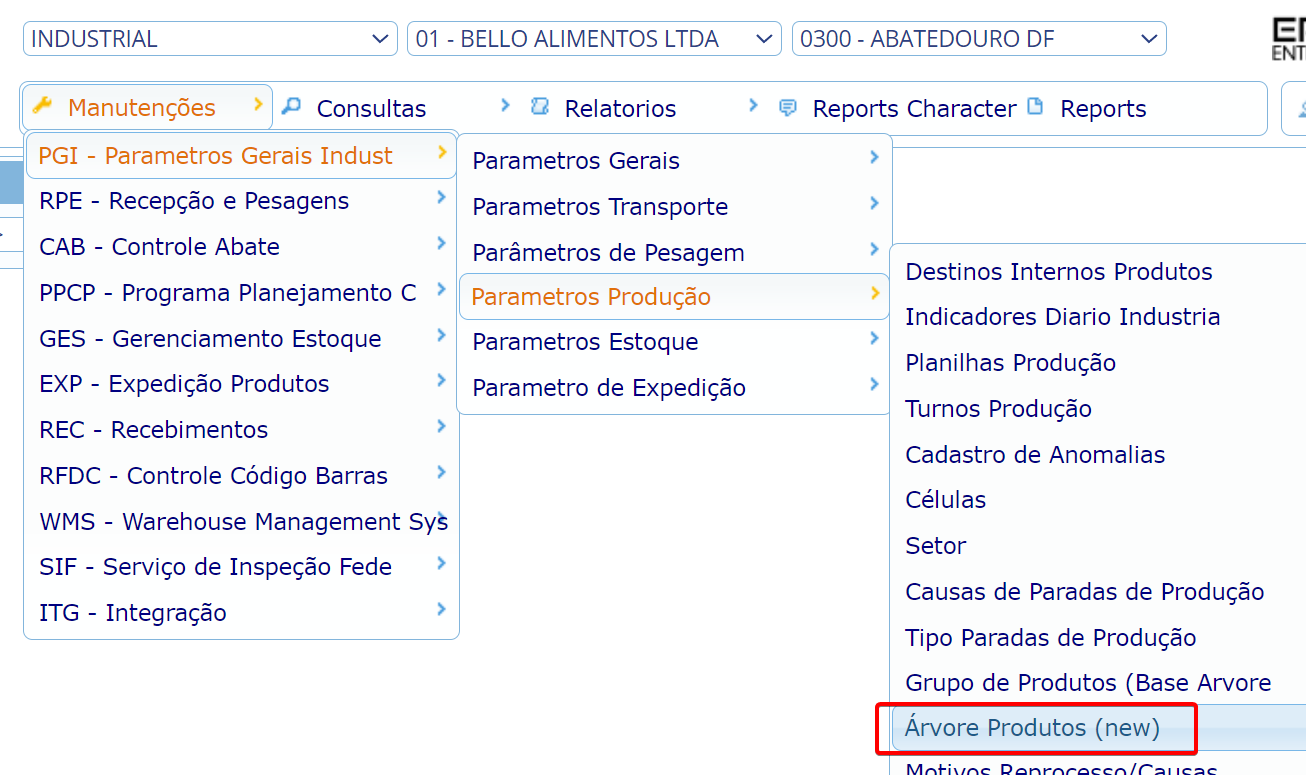 INDUSTRIAL
01 - BELLO ALIMENTOS LTDA
0300 - ABATEDOURO DF
Manutenções
Consultas
Relatorios
Reports Character
Reports
PGI - Parametros Gerais Indust
RPE - Recepção e Pesagens
CAB - Controle Abate
PPCP - Programa Planejamento C
GES - Gerenciamento Estoque
EXP - Expedição Produtos
REC - Recebimentos
RFDC - Controle Código Barras
WMS - Warehouse Management Sys
SIF - Serviço de Inspeção Fede
ITG - Integração
Parametros Gerais
Parametros Transporte
Parâmetros de Pesagem
Parametros Produção
Parametros Estoque
Parametro de Expedição
Destinos Internos Produtos
Indicadores Diario Industria
Planilhas Produção
Turnos Produção
Cadastro de Anomalias
Células
Setor
Causas de Paradas de Produção
Tipo Paradas de Produção
Grupo de Produtos (Base Arvore
Árvore Produtos (new)
Motivos Reprocesso/Causas